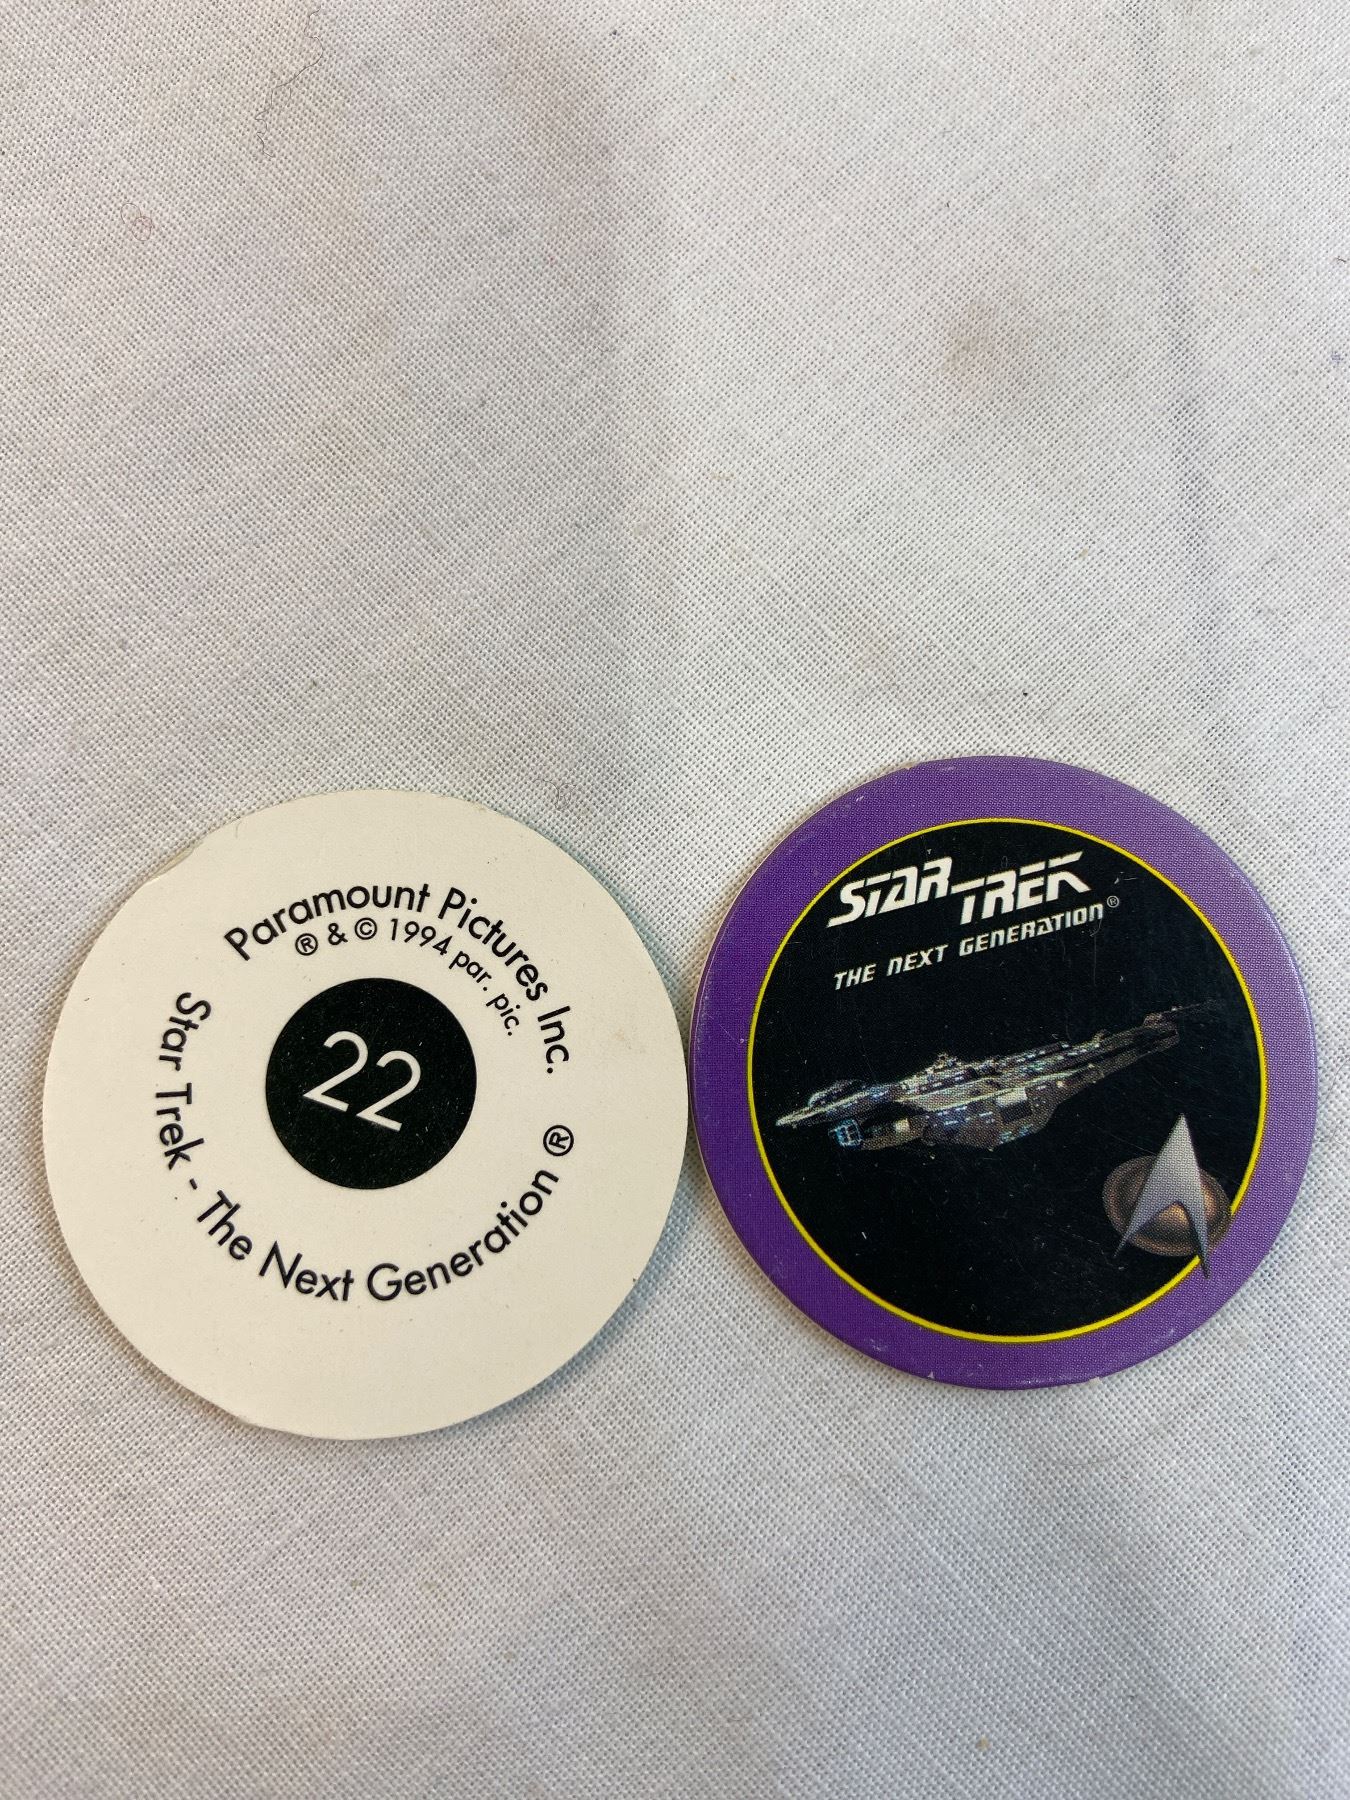 Paramount Pictures Inc.
® & © 1994 par. pic.
22
Star Trek - The Next Generation ®
STAR TREK
THE NEXT GENERATION®